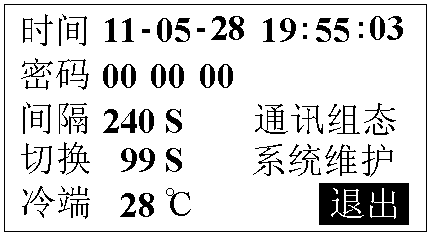 时间 11-05-28 19:55:03
密码 00 00 00
间隔 240 S 通讯组态
切换 99 S 系统维护
冷端 28 ℃ 退出